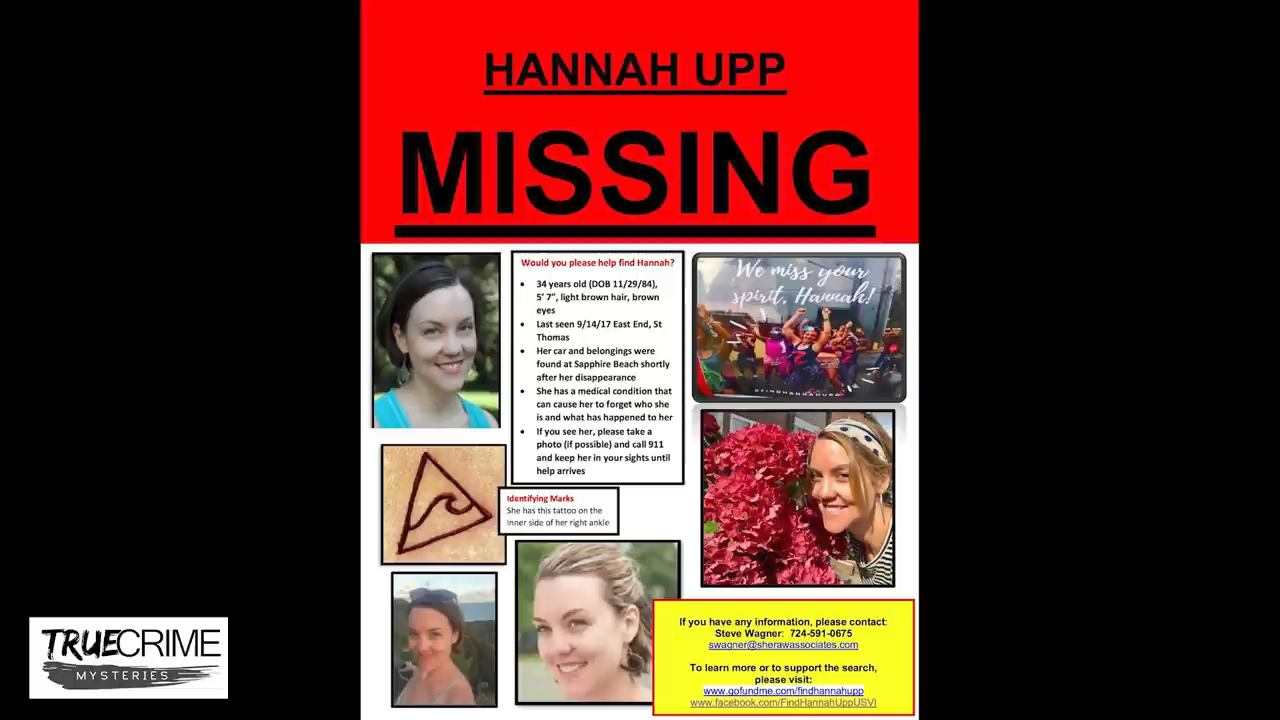 HANNAH UPP
MISSING
Would you please help find Hannah?
• 34 years old (DOB 11/29/84),
5' 7", light brown hair, brown
eyes
• Last seen 9/14/17 East End, St
Thomas
• Her car and belongings were
found at Sapphire Beach shortly
after her disappearance
• She has a medical condition that
can cause her to forget who she
is and what has happened to her
• If you see her, please take a
photo (if possible) and call 911
and keep her in your sights until
help arrives
We miss your
spirit, Hannah!
#FINDHANNAHUPP
Identifying Marks
She has this tattoo on the
inner side of her right ankle
If you have any information, please contact:
Steve Wagner: 724-591-0675
swagner@sherawassociates.com
To learn more or to support the search,
please visit:
www.gofundme.com/findhannahupp
www.facebook.com/FindHannahUppUSVI
TRUECRIME
MYSTERIES